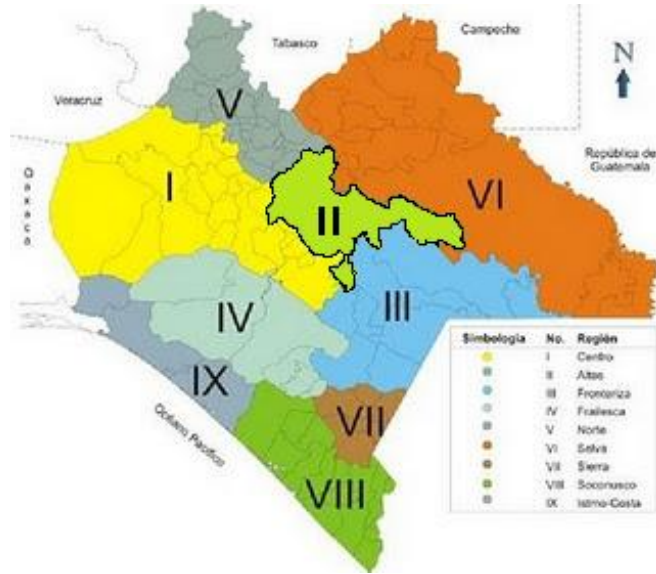 Campeche
Tabasco
N
V
Veracruz
República de
Guatemala
Oaxaca
I
II
VI
III
IV
IX
VII
VIII
Océano Pacífico
Simbología No. Región
I Centro
II Altos
III Fronteriza
IV Frailesca
V Norte
VI Selva
VII Sierra
VIII Soconusco
IX Istmo-Costa